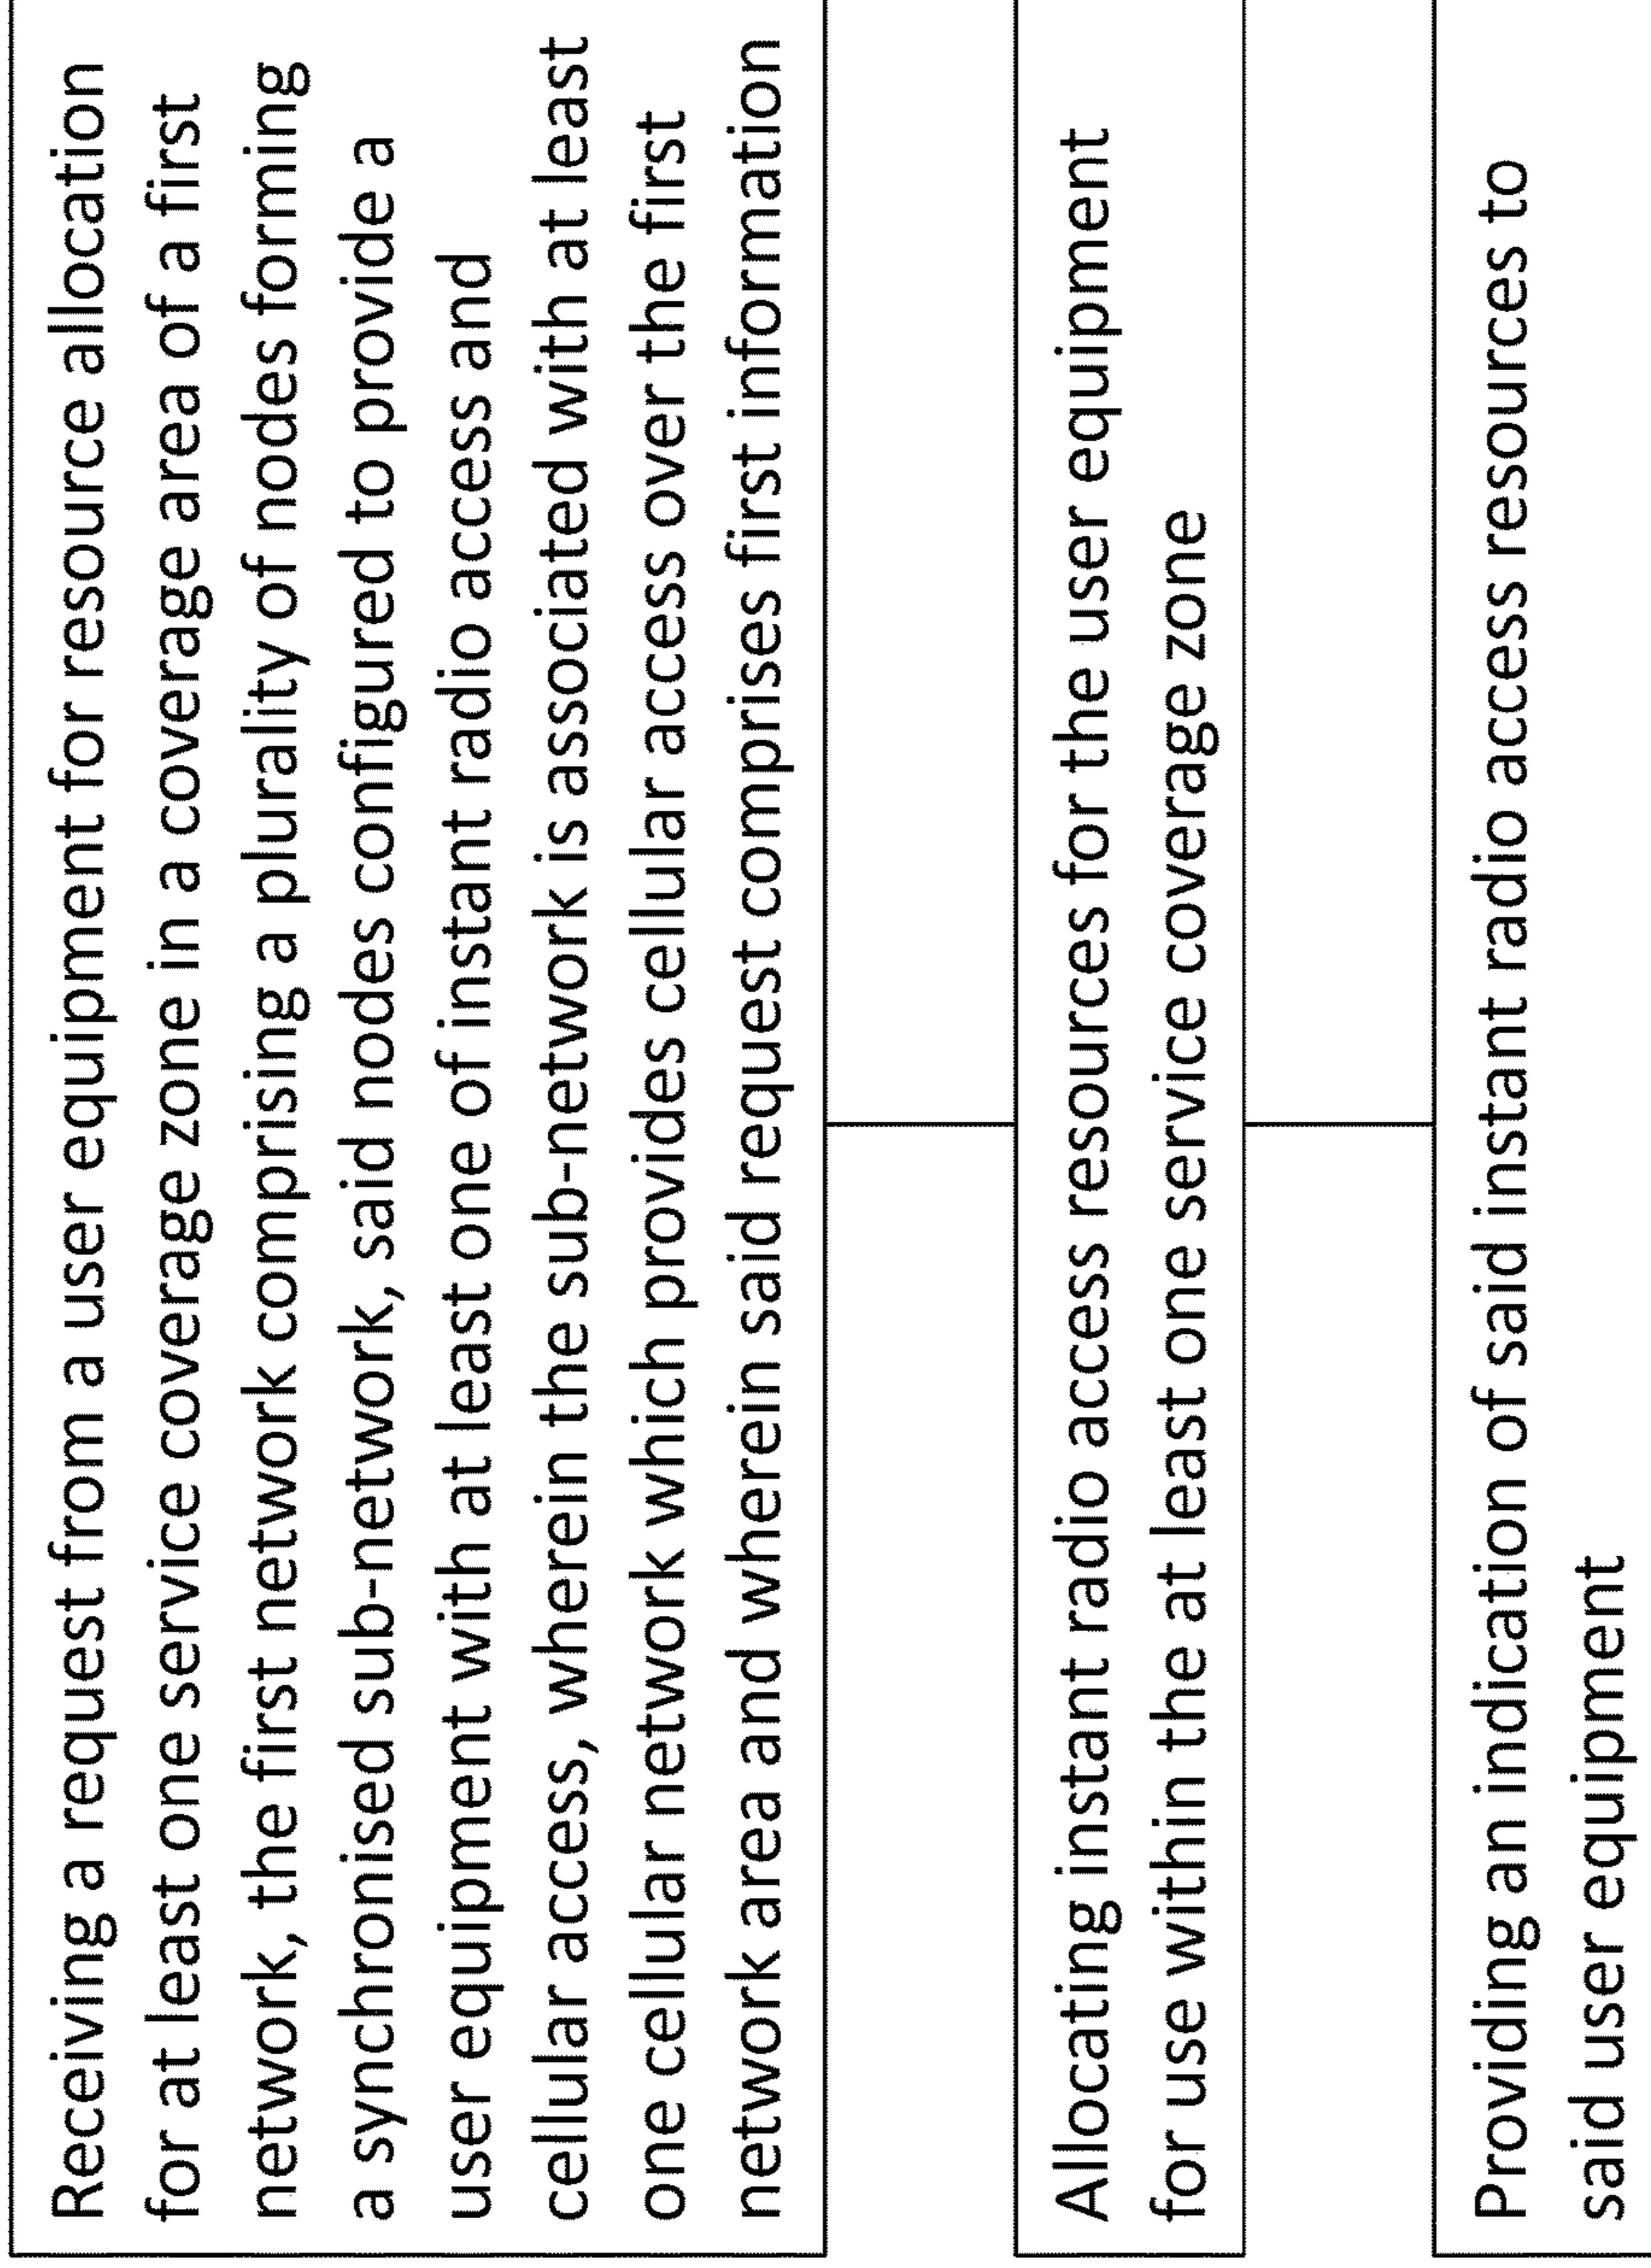 Receiving a request from a user equipment for resource allocation
for at least one service coverage zone in a coverage area of a first
network, the first network comprising a plurality of nodes forming
a synchronised sub-network, said nodes configured to provide a
user equipment with at least one of instant radio access and
cellular access, wherein the sub-network is associated with at least
one cellular network which provides cellular access over the first
network area and wherein said request comprises first information
Allocating instant radio access resources for the user equipment
for use within the at least one service coverage zone
Providing an indication of said instant radio access resources to
said user equipment